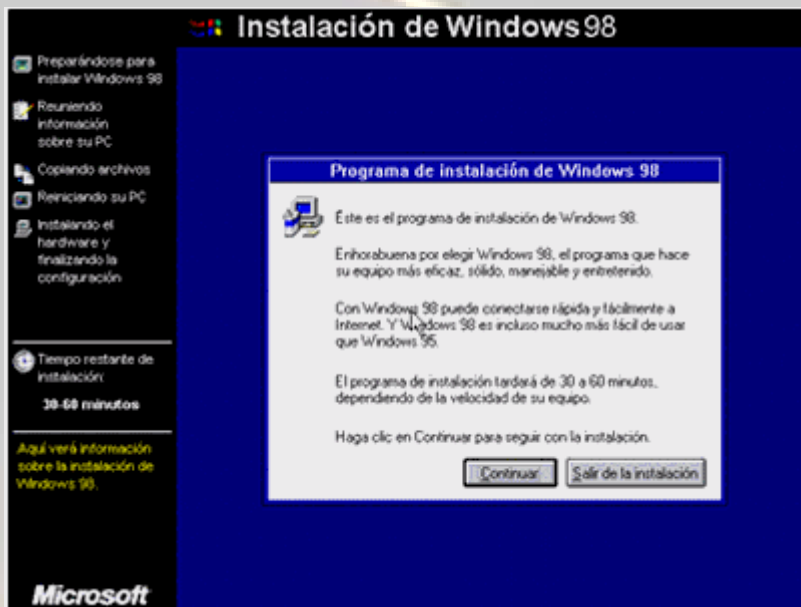 Instalación de Windows 98
Preparándose para
instalar Windows 98
Reuniendo
información
sobre su PC
Copiando archivos
Reiniciando su PC
Instalando el
hardware y
finalizando la
configuración
Tiempo restante de
instalación:
30-60 minutos
Aquí verá información
sobre la instalación de
Windows 98.
Microsoft
Programa de instalación de Windows 98
Éste es el programa de instalación de Windows 98.
Enhorabuena por elegir Windows 98, el programa que hace
su equipo más eficaz, sólido, manejable y entretenido.
Con Windows 98 puede conectarse rápida y fácilmente a
Internet. Y Windows 98 es incluso mucho más fácil de usar
que Windows 95.
El programa de instalación tardará de 30 a 60 minutos,
dependiendo de la velocidad de su equipo.
Haga clic en Continuar para seguir con la instalación.
Continuar
Salir de la instalación